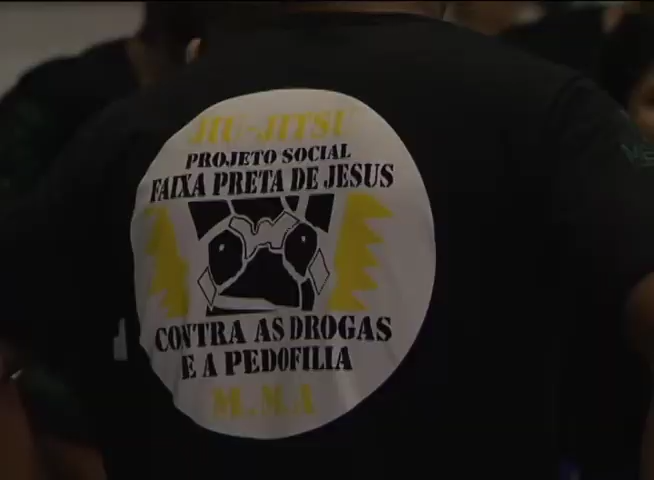 JIU-JITSU
PROJETO SOCIAL
FAIXA PRETA DE JESUS
CONTRA AS DROGAS
E A PEDOFILIA
M.M.A